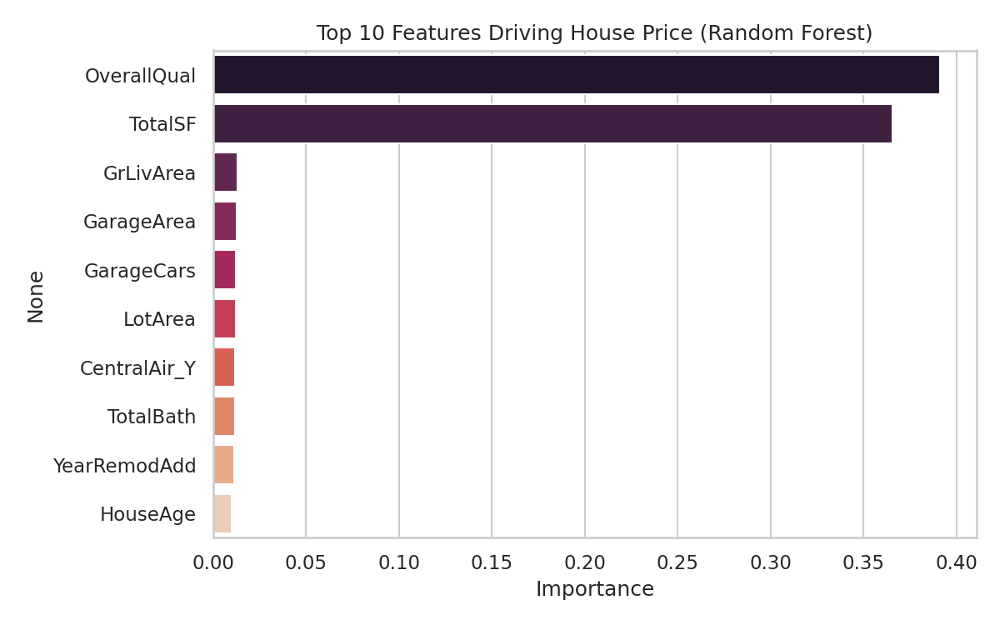 Top 10 Features Driving House Price (Random Forest)
None
OverallQual
TotalSF
GrLivArea
GarageArea
GarageCars
LotArea
CentralAir_Y
TotalBath
YearRemodAdd
HouseAge
0.00 0.05 0.10 0.15 0.20 0.25 0.30 0.35 0.40
Importance